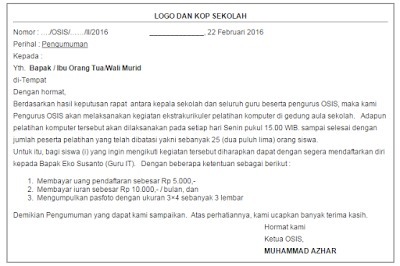 LOGO DAN KOP SEKOLAH
Nomor : ..../OSIS/....../II/2016 ________________, 22 Februari 2016
Perihal : Pengumuman
Kepada :
Yth. Bapak / Ibu Orang Tua/Wali Murid
di-Tempat
Dengan hormat,
Berdasarkan hasil keputusan rapat antara kepala sekolah dan seluruh guru beserta pengurus OSIS, maka kami
Pengurus OSIS akan melaksanakan kegiatan ekstrakurikuler pelatihan komputer di gedung aula sekolah. Adapun
pelatihan komputer tersebut akan dilaksanakan pada setiap hari Senin pukul 15.00 WIB. sampai selesai dengan
jumlah peserta pelatihan yang telah dibatasi yakni sebanyak 25 (dua puluh lima) orang siswa.
Untuk itu, bagi siswa (i) yang ingin mengikuti kegiatan tersebut diharapkan dapat dengan segera mendaftarkan diri
kepada Bapak Eko Susanto (Guru IT). Dengan beberapa ketentuan sebagai berikut :
1. Membayar uang pendaftaran sebesar Rp 5.000,-
2. Membayar iuran sebesar Rp 10.000,- / bulan, dan
3. Mengumpulkan pasfoto dengan ukuran 3×4 sebanyak 3 lembar
Demikian Pengumuman yang dapat kami sampaikan. Atas perhatiannya, kami ucapkan banyak terima kasih.
Hormat kami
Ketua OSIS,
MUHAMMAD AZHAR